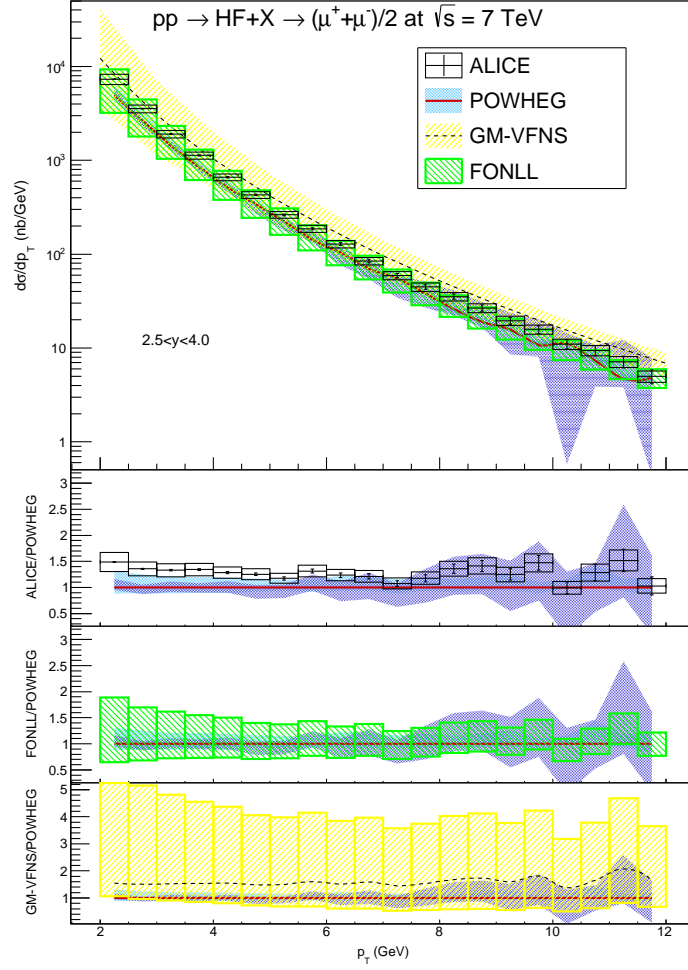 pp → HF+X → (μ⁺+μ⁻)/2 at √s = 7 TeV
ALICE
POWHEG
GM-VFNS
FONLL
dσ/dp_T (nb/GeV)
10⁴
10³
10²
10
1
2.5<y<4.0
ALICE/POWHEG
3
2.5
2
1.5
1
0.5
FONLL/POWHEG
3
2.5
2
1.5
1
0.5
GM-VFNS/POWHEG
5
4
3
2
1
2 4 6 8 10 12
p_T (GeV)